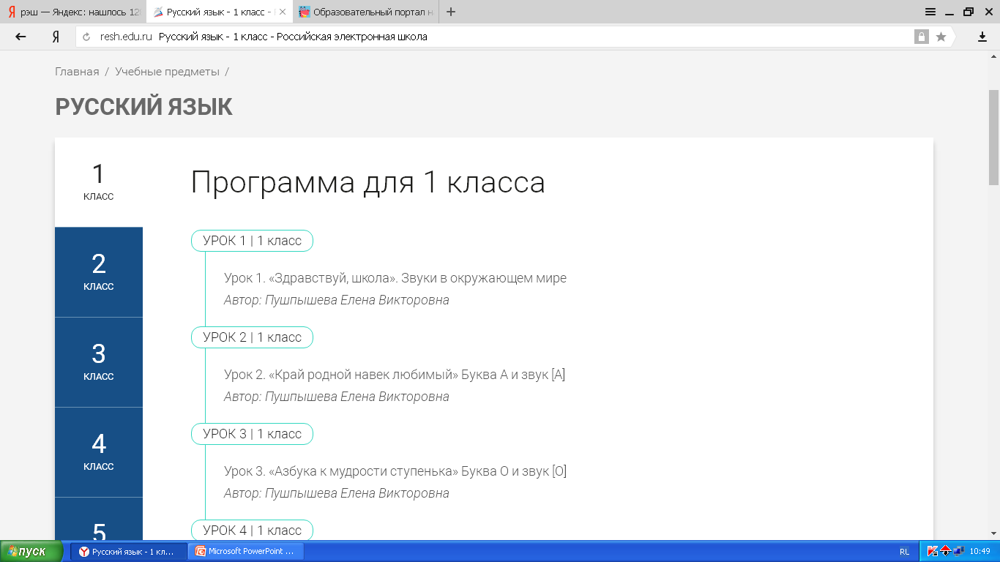 рэш — Яндекс: нашлось 12
Русский язык - 1 класс -
Образовательный портал н
resh.edu.ru Русский язык - 1 класс - Российская электронная школа
Главная / Учебные предметы /
РУССКИЙ ЯЗЫК
1
КЛАСС
2
КЛАСС
3
КЛАСС
4
КЛАСС
5
Программа для 1 класса
УРОК 1 | 1 класс
Урок 1. «Здравствуй, школа». Звуки в окружающем мире
Автор: Пушпышева Елена Викторовна
УРОК 2 | 1 класс
Урок 2. «Край родной навек любимый» Буква А и звук [А]
Автор: Пушпышева Елена Викторовна
УРОК 3 | 1 класс
Урок 3. «Азбука к мудрости ступенька» Буква О и звук [О]
Автор: Пушпышева Елена Викторовна
УРОК 4 | 1 класс
пуск
Русский язык - 1 кл...
Microsoft PowerPoint ...
RL
10:49